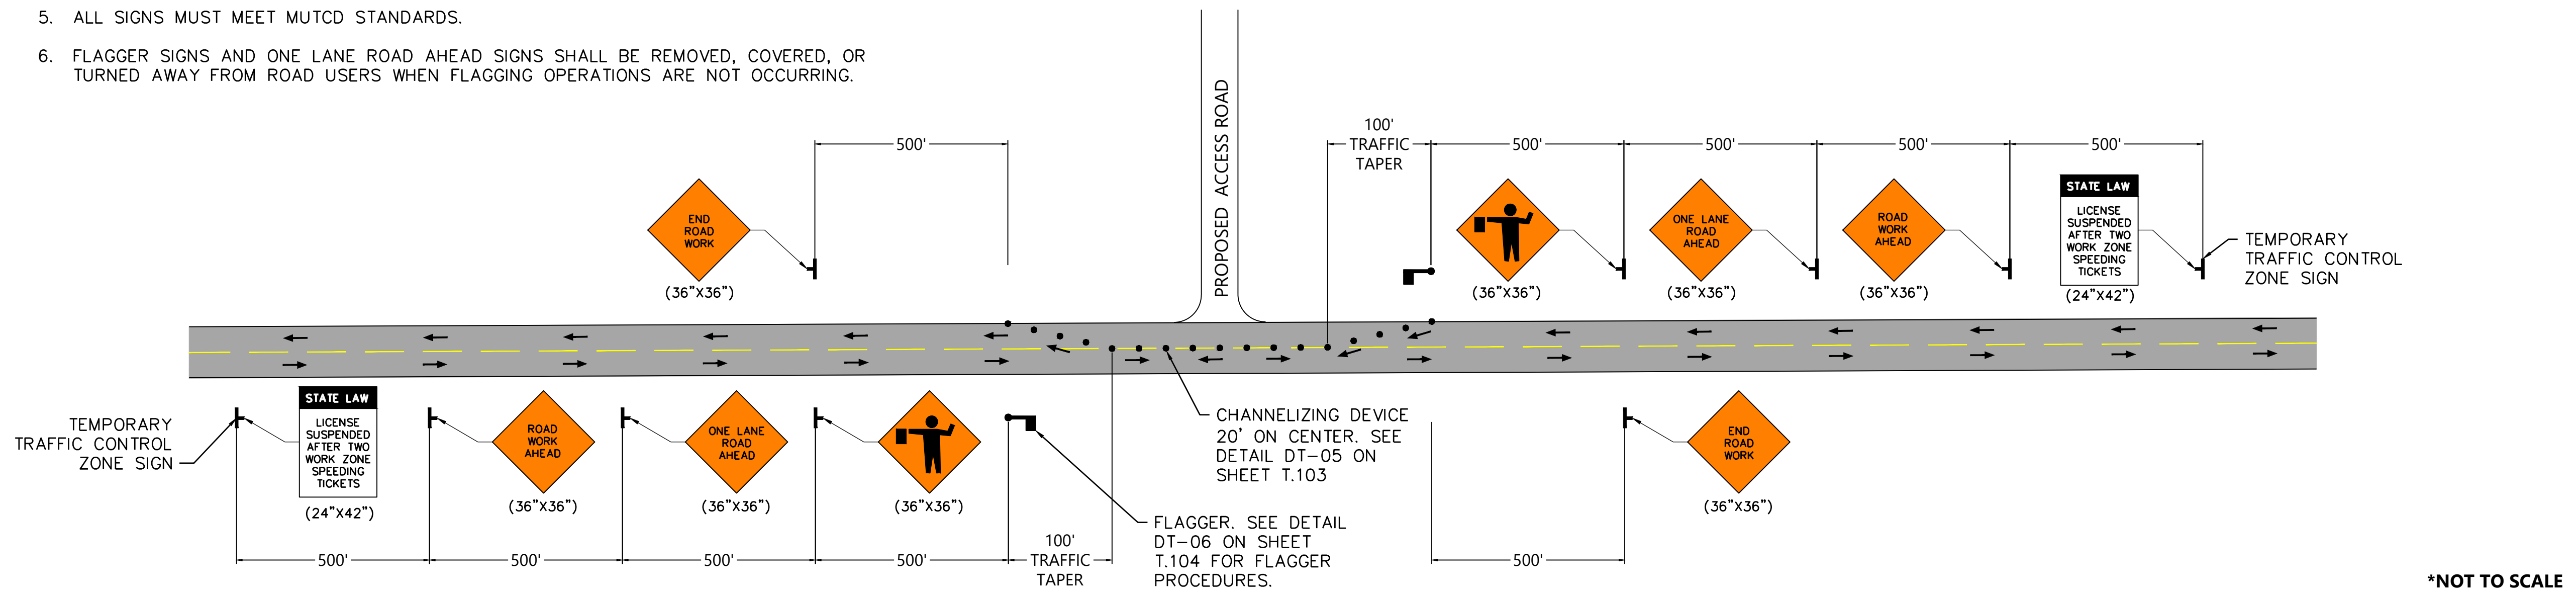 5. ALL SIGNS MUST MEET MUTCD STANDARDS.
6. FLAGGER SIGNS AND ONE LANE ROAD AHEAD SIGNS SHALL BE REMOVED, COVERED, OR
TURNED AWAY FROM ROAD USERS WHEN FLAGGING OPERATIONS ARE NOT OCCURRING.
500'
END
ROAD
WORK
(36"X36")
PROPOSED ACCESS ROAD
100'
TRAFFIC
TAPER
500'
500'
500'
500'
(36"X36")
ONE LANE
ROAD
AHEAD
(36"X36")
ROAD
WORK
AHEAD
(36"X36")
STATE LAW
LICENSE
SUSPENDED
AFTER TWO
WORK ZONE
SPEEDING
TICKETS
(24"X42")
TEMPORARY
TRAFFIC CONTROL
ZONE SIGN
TEMPORARY
TRAFFIC CONTROL
ZONE SIGN
STATE LAW
LICENSE
SUSPENDED
AFTER TWO
WORK ZONE
SPEEDING
TICKETS
(24"X42")
ROAD
WORK
AHEAD
(36"X36")
ONE LANE
ROAD
AHEAD
(36"X36")
(36"X36")
CHANNELIZING DEVICE
20' ON CENTER. SEE
DETAIL DT-05 ON
SHEET T.103
FLAGGER. SEE DETAIL
DT-06 ON SHEET
T.104 FOR FLAGGER
PROCEDURES.
END
ROAD
WORK
(36"X36")
500'
500'
500'
500'
100'
TRAFFIC
TAPER
500'
*NOT TO SCALE